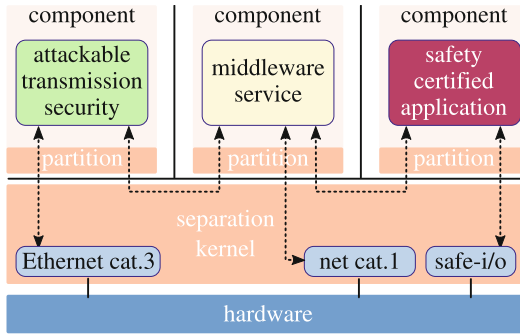 component
component
component
attackable
transmission
security
middleware
service
safety
certified
application
partition
partition
partition
separation
kernel
Ethernet cat.3
net cat.1
safe-i/o
hardware